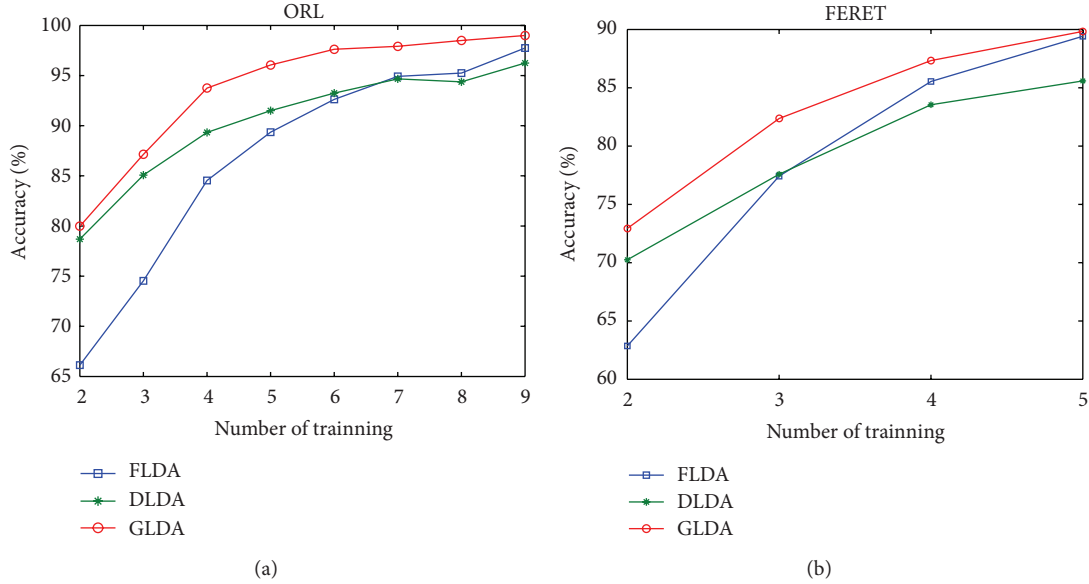 ORL
100
95
90
85
80
75
70
65
Accuracy (%)
2 3 4 5 6 7 8 9
Number of trainning
FLDA
DLDA
GLDA
(a)
FERET
90
85
80
75
70
65
60
Accuracy (%)
2 3 4 5
Number of trainning
FLDA
DLDA
GLDA
(b)